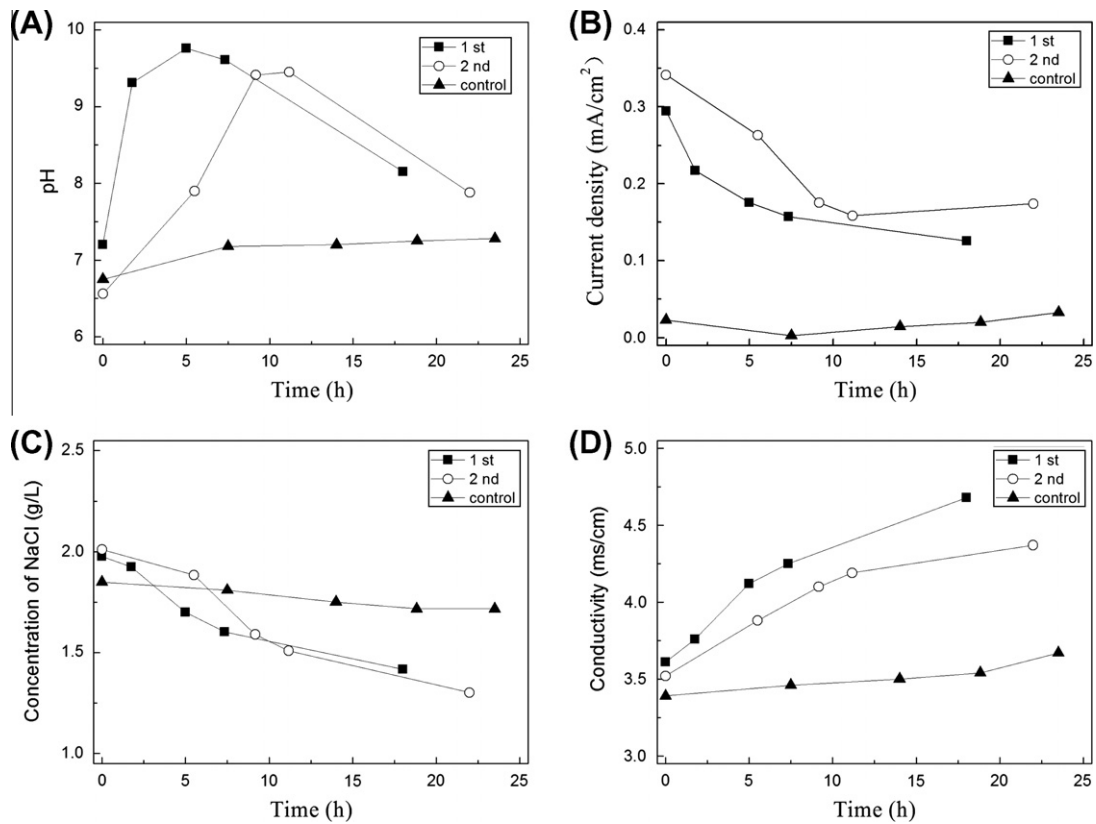 (A)
10
9
8
7
6
pH
0
5
10
15
20
25
Time (h)
1 st
2 nd
control
(B)
0.4
0.3
0.2
0.1
0.0
Current density (mA/cm²)
0
5
10
15
20
25
Time (h)
1 st
2 nd
control
(C)
2.5
2.0
1.5
1.0
Concentration of NaCl (g/L)
0
5
10
15
20
25
Time (h)
1 st
2 nd
control
(D)
5.0
4.5
4.0
3.5
3.0
Conductivity (ms/cm)
0
5
10
15
20
25
Time (h)
1 st
2 nd
control